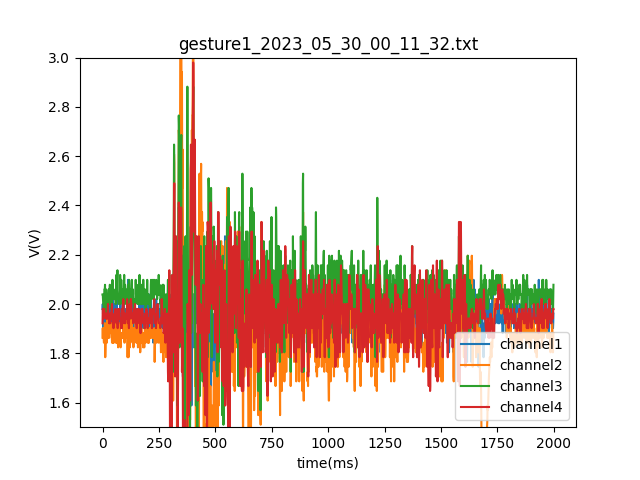 gesture1_2023_05_30_00_11_32.txt
V(V)
3.0
2.8
2.6
2.4
2.2
2.0
1.8
1.6
channel1
channel2
channel3
channel4
0 250 500 750 1000 1250 1500 1750 2000
time(ms)